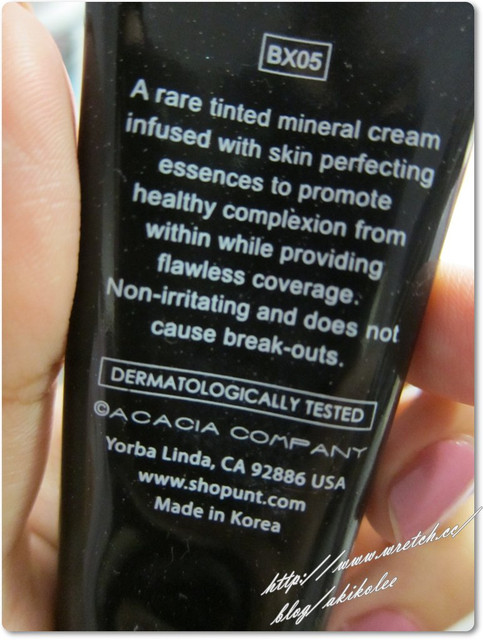 BX05
A rare tinted mineral cream
infused with skin perfecting
essences to promote
healthy complexion from
within while providing
flawless coverage.
Non-irritating and does not
cause break-outs.
DERMATOLOGICALLY TESTED
©ACACIA COMPANY
Yorba Linda, CA 92886 USA
www.shopunt.com
Made in Korea
http://www.wretch.cc/
blog/akikolee